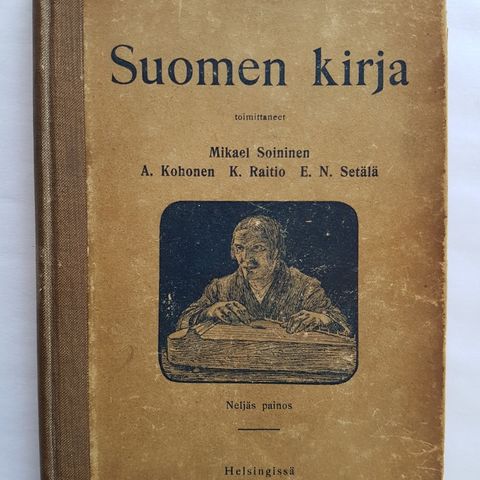 Suomen kirja
toimittaneet
Mikael Soininen
A. Kohonen K. Raitio E. N. Setälä
Neljäs painos
Helsingissä